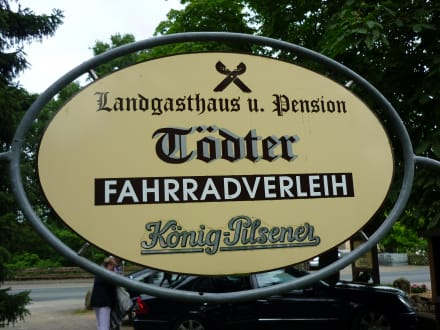 Landgasthaus u. Pension
Tödter
FAHRRADVERLEIH
König Pilsener